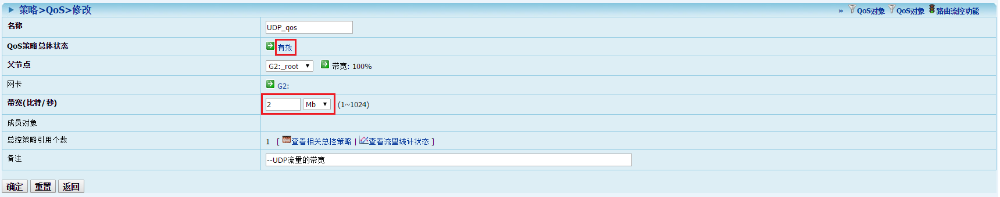 策略>QoS>修改 » QoS对象 QoS对象 路由流控功能
名称 UDP_qos
QoS策略总体状态 有效
父节点 G2:_root 带宽: 100%
网卡 G2:
带宽(比特/秒) 2 Mb (1~1024)
成员对象
总控策略引用个数 1 [ 查看相关总控策略 | 查看流量统计状态 ]
备注 --UDP流量的带宽
确定 重置 返回